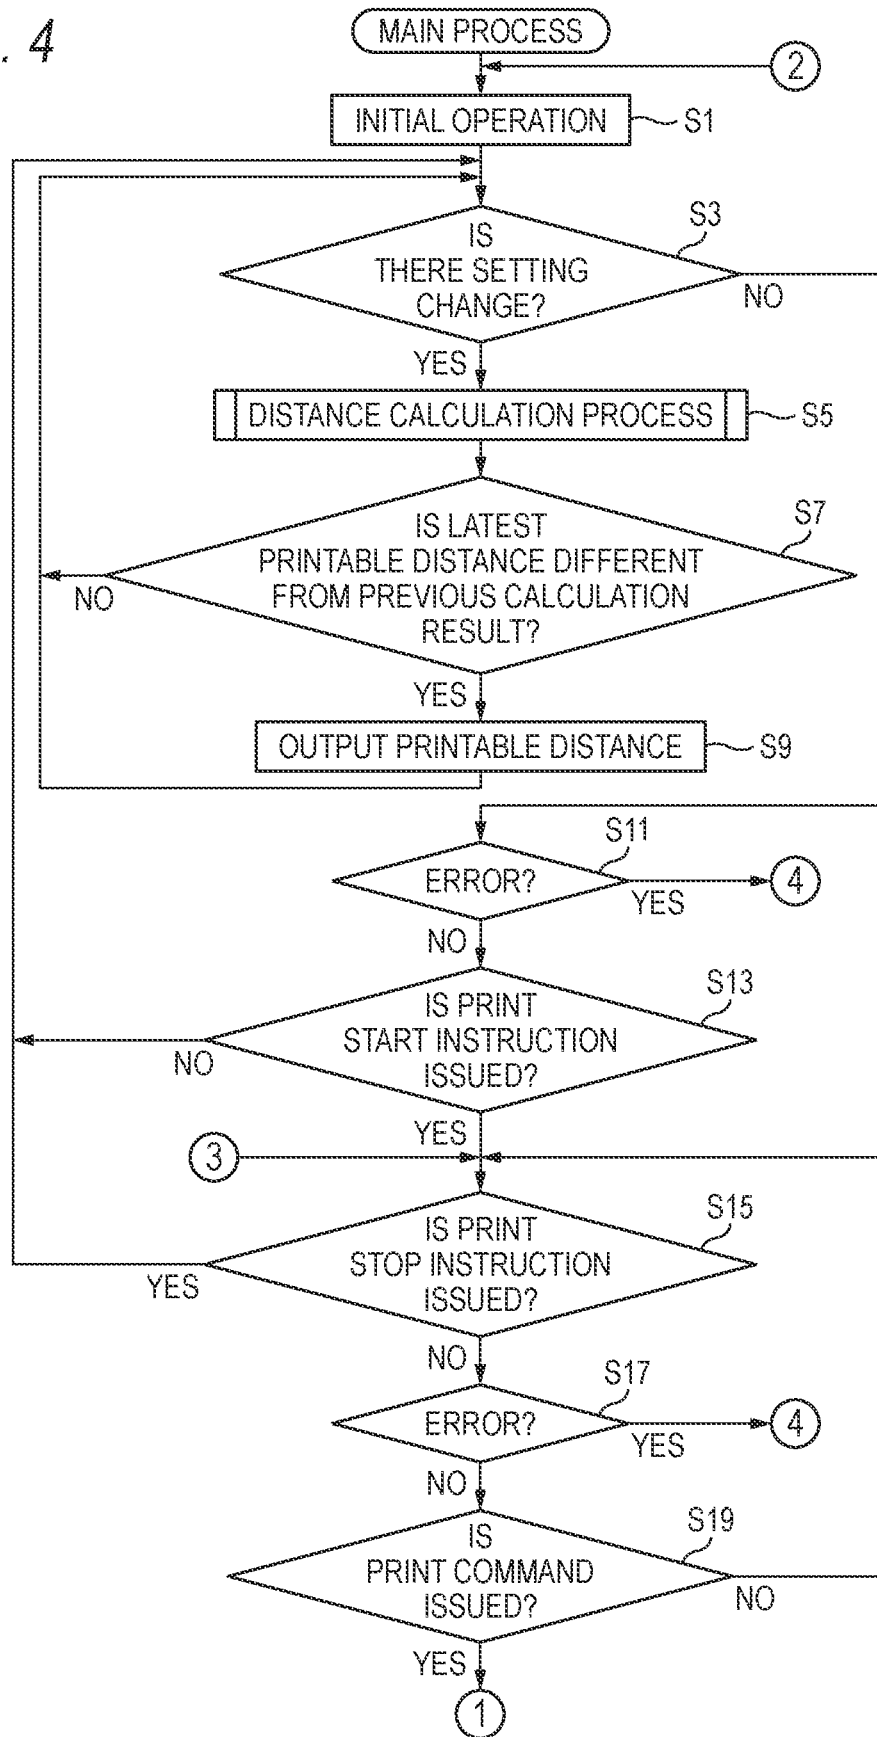 . 4
MAIN PROCESS
2
INITIAL OPERATION
S1
IS
THERE SETTING
CHANGE?
S3
NO
YES
DISTANCE CALCULATION PROCESS
S5
IS LATEST
PRINTABLE DISTANCE DIFFERENT
FROM PREVIOUS CALCULATION
RESULT?
S7
NO
YES
OUTPUT PRINTABLE DISTANCE
S9
ERROR?
S11
YES
4
NO
IS PRINT
START INSTRUCTION
ISSUED?
S13
NO
YES
3
IS PRINT
STOP INSTRUCTION
ISSUED?
S15
YES
NO
ERROR?
S17
YES
4
NO
IS
PRINT COMMAND
ISSUED?
S19
NO
YES
1